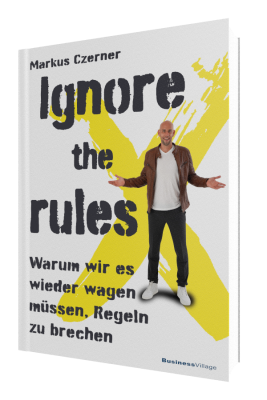 Markus Czerner
Ignore
the
rules
Warum wir es
wieder wagen
müssen, Regeln
zu brechen
BusinessVillage